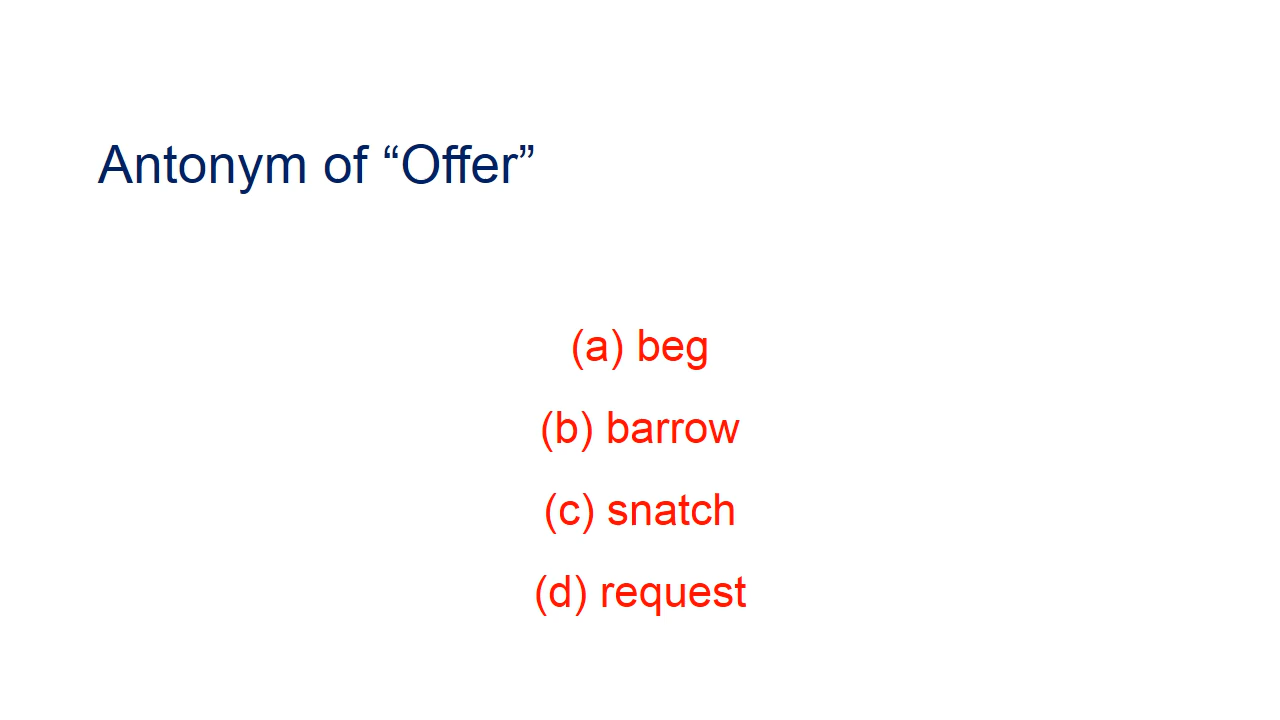 Antonym of “Offer”
(a) beg
(b) barrow
(c) snatch
(d) request